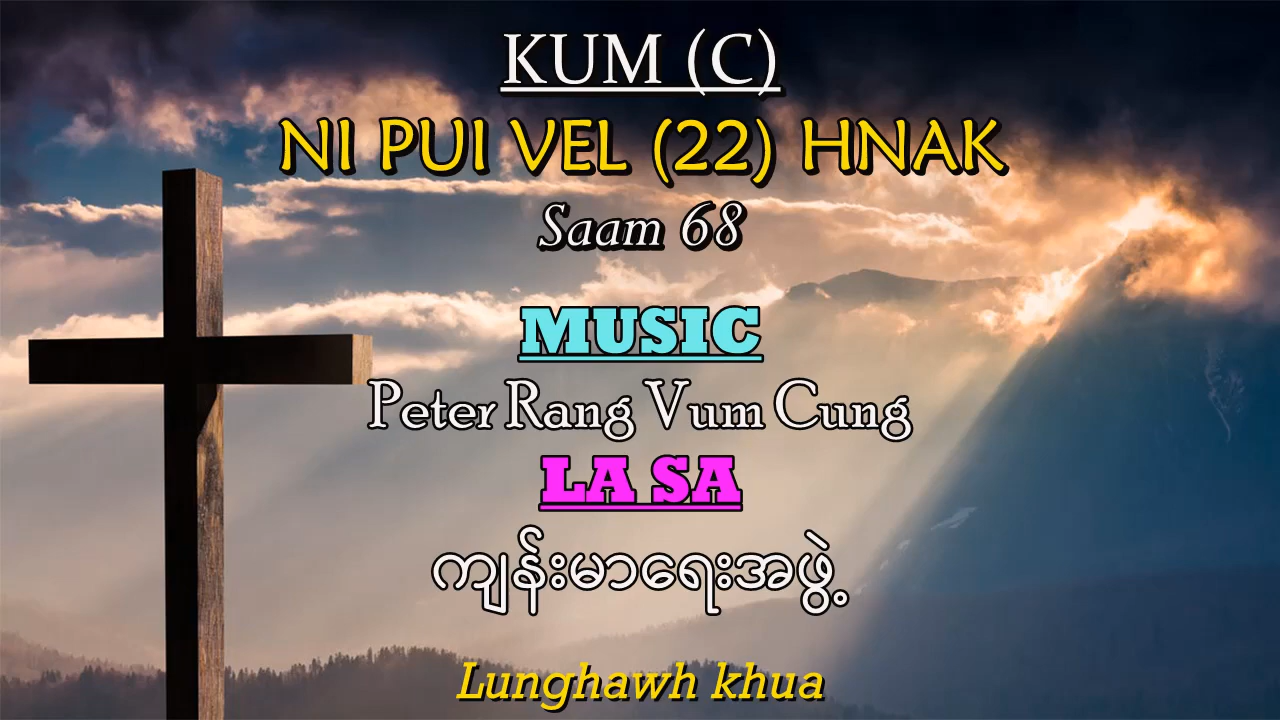 KUM (C)
NI PUI VEL (22) HNAK
Saam 68
MUSIC
Peter Rang Vum Cung
LA SA
ကျန်းမာရေးအဖွဲ့
Lunghawh khua